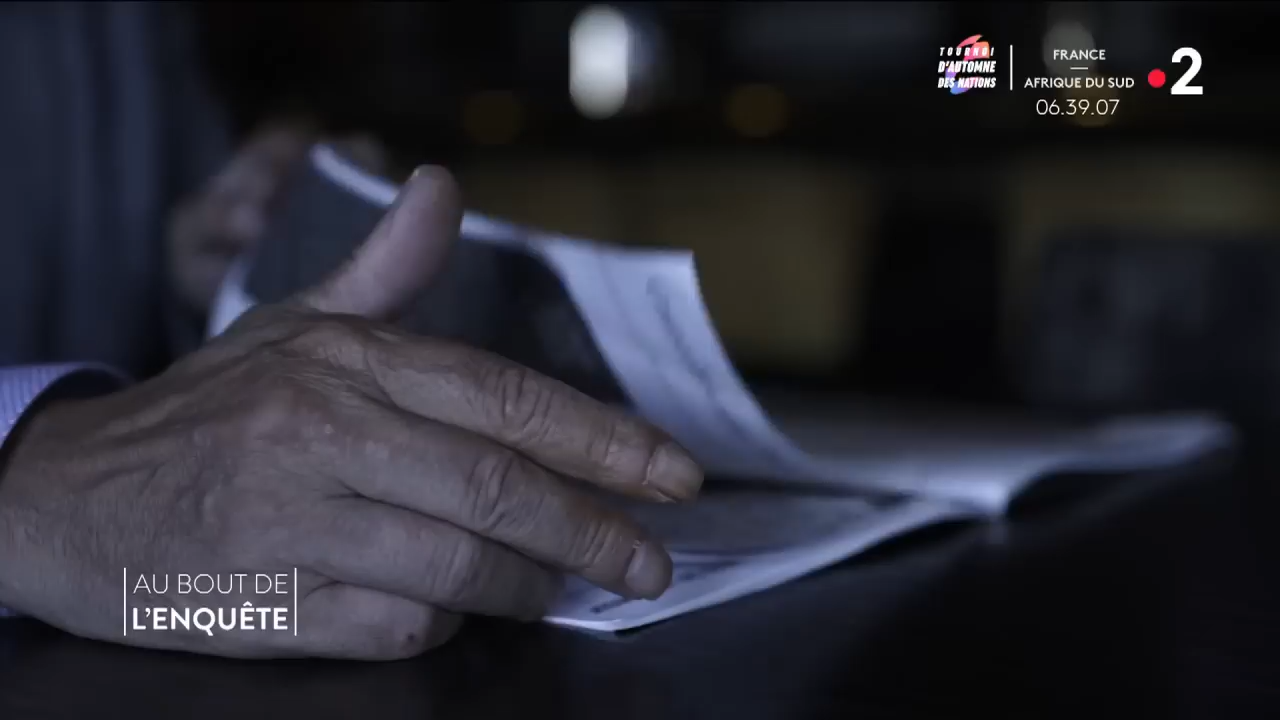 TOURNOI
D'AUTOMNE
DES NATIONS
FRANCE
AFRIQUE DU SUD
06.39.07
2
AU BOUT DE
L'ENQUÊTE